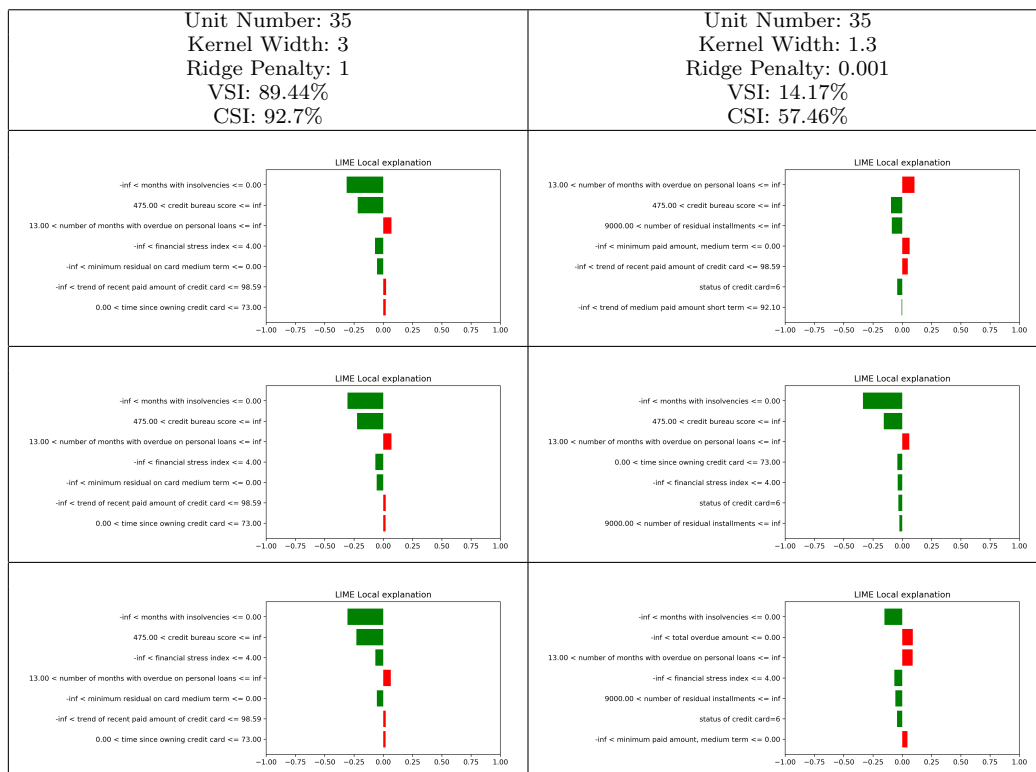 Unit Number: 35
Kernel Width: 3
Ridge Penalty: 1
VSI: 89.44%
CSI: 92.7%
Unit Number: 35
Kernel Width: 1.3
Ridge Penalty: 0.001
VSI: 14.17%
CSI: 57.46%
LIME Local explanation
-inf < months with insolvencies <= 0.00
475.00 < credit bureau score <= inf
13.00 < number of months with overdue on personal loans <= inf
-inf < financial stress index <= 4.00
-inf < minimum residual on card medium term <= 0.00
-inf < trend of recent paid amount of credit card <= 98.59
0.00 < time since owning credit card <= 73.00
−1.00 −0.75 −0.50 −0.25 0.00 0.25 0.50 0.75 1.00
LIME Local explanation
13.00 < number of months with overdue on personal loans <= inf
475.00 < credit bureau score <= inf
9000.00 < number of residual installments <= inf
-inf < minimum paid amount, medium term <= 0.00
-inf < trend of recent paid amount of credit card <= 98.59
status of credit card=6
-inf < trend of medium paid amount short term <= 92.10
−1.00 −0.75 −0.50 −0.25 0.00 0.25 0.50 0.75 1.00
LIME Local explanation
-inf < months with insolvencies <= 0.00
475.00 < credit bureau score <= inf
13.00 < number of months with overdue on personal loans <= inf
-inf < financial stress index <= 4.00
-inf < minimum residual on card medium term <= 0.00
-inf < trend of recent paid amount of credit card <= 98.59
0.00 < time since owning credit card <= 73.00
−1.00 −0.75 −0.50 −0.25 0.00 0.25 0.50 0.75 1.00
LIME Local explanation
-inf < months with insolvencies <= 0.00
475.00 < credit bureau score <= inf
13.00 < number of months with overdue on personal loans <= inf
0.00 < time since owning credit card <= 73.00
-inf < financial stress index <= 4.00
status of credit card=6
9000.00 < number of residual installments <= inf
−1.00 −0.75 −0.50 −0.25 0.00 0.25 0.50 0.75 1.00
LIME Local explanation
-inf < months with insolvencies <= 0.00
475.00 < credit bureau score <= inf
-inf < financial stress index <= 4.00
13.00 < number of months with overdue on personal loans <= inf
-inf < minimum residual on card medium term <= 0.00
-inf < trend of recent paid amount of credit card <= 98.59
0.00 < time since owning credit card <= 73.00
−1.00 −0.75 −0.50 −0.25 0.00 0.25 0.50 0.75 1.00
LIME Local explanation
-inf < months with insolvencies <= 0.00
-inf < total overdue amount <= 0.00
13.00 < number of months with overdue on personal loans <= inf
-inf < financial stress index <= 4.00
9000.00 < number of residual installments <= inf
status of credit card=6
-inf < minimum paid amount, medium term <= 0.00
−1.00 −0.75 −0.50 −0.25 0.00 0.25 0.50 0.75 1.00